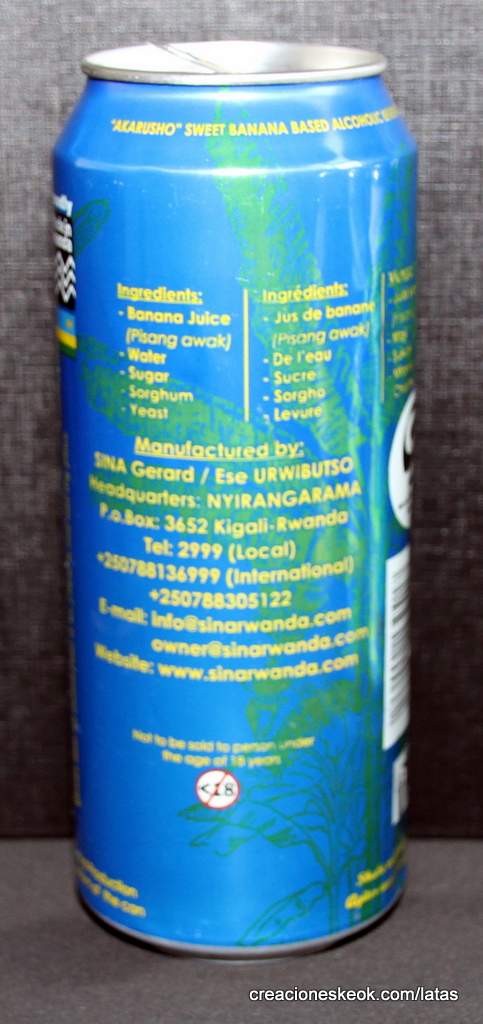 "AKARUSHO" SWEET BANANA BASED ALCOHOLIC
Ingredients:
- Banana Juice
(Pisang awak)
- Water
- Sugar
- Sorghum
- Yeast
Ingrédients:
- Jus de banane
(Pisang awak)
- De l'eau
- Sucre
- Sorgho
- Levure
Manufactured by:
SINA Gerard / Ese URWIBUTSO
Headquarters: NYIRANGARAMA
P.o.Box: 3652 Kigali-Rwanda
Tel: 2999 (Local)
+250788136999 (International)
+250788305122
E-mail: info@sinarwanda.com
owner@sinarwanda.com
Website: www.sinarwanda.com
Not to be sold to person under
the age of 18 years
<18
of the can
creacioneskeok.com/latas